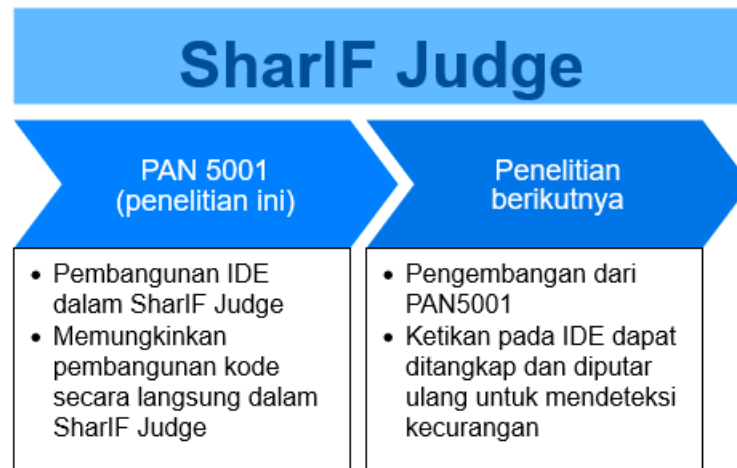 SharIF Judge
PAN 5001
(penelitian ini)
Penelitian
berikutnya
• Pembangunan IDE
dalam SharIF Judge
• Memungkinkan
pembangunan kode
secara langsung dalam
SharIF Judge
• Pengembangan dari
PAN5001
• Ketikan pada IDE dapat
ditangkap dan diputar
ulang untuk mendeteksi
kecurangan